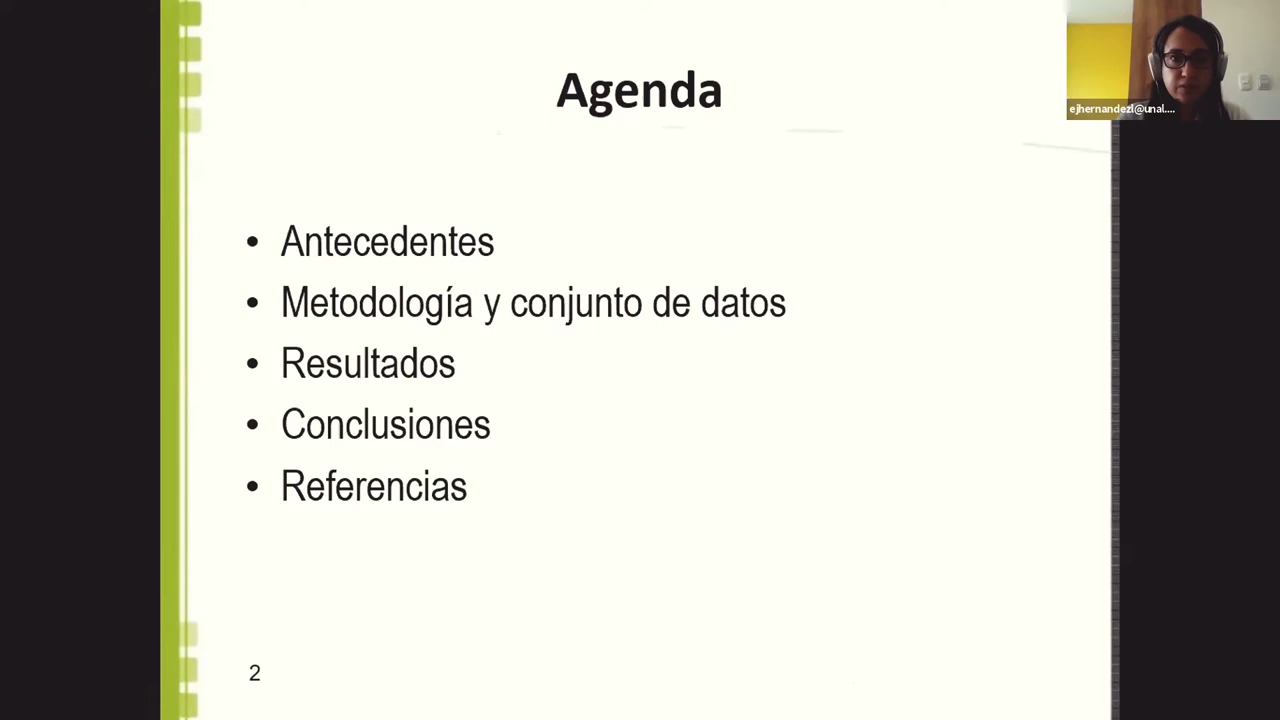 Agenda
ejhernandezl@unal....
• Antecedentes
• Metodología y conjunto de datos
• Resultados
• Conclusiones
• Referencias
2